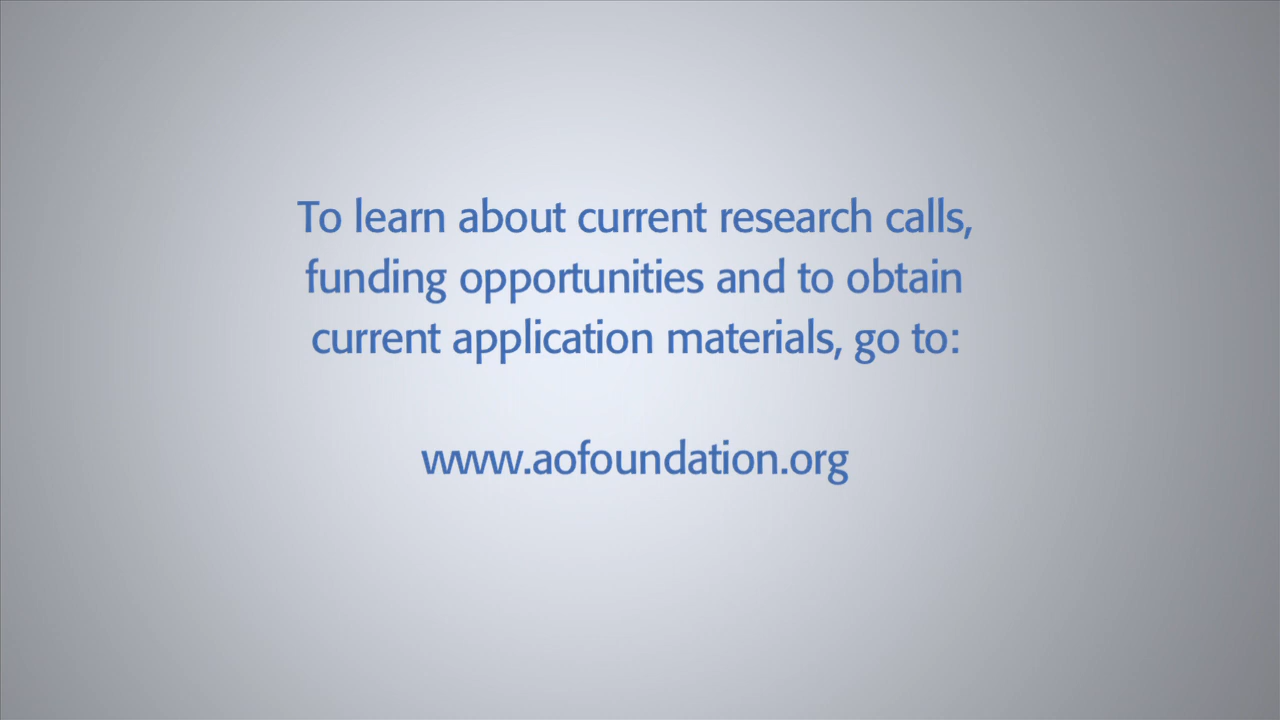 To learn about current research calls,
funding opportunities and to obtain
current application materials, go to:
www.aofoundation.org